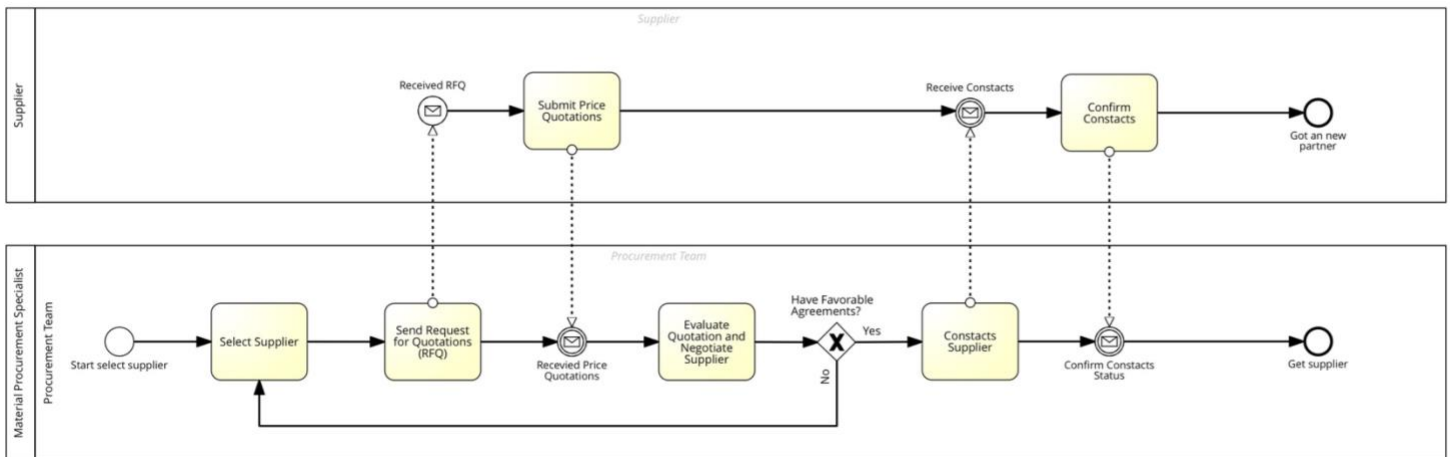 Supplier
Supplier
Received RFQ
Submit Price
Quotations
Receive Constacts
Confirm
Constacts
Got an new
partner
Material Procurement Specialist
Procurement Team
Procurement Team
Start select supplier
Select Supplier
Send Request
for Quotations
(RFQ)
Recevied Price
Quotations
Evaluate
Quotation and
Negotiate
Supplier
Have Favorable
Agreements?
Yes
No
Constacts
Supplier
Confirm Constacts
Status
Get supplier